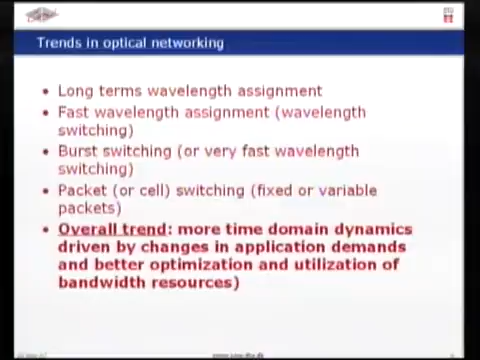 Trends in optical networking
• Long terms wavelength assignment
• Fast wavelength assignment (wavelength
switching)
• Burst switching (or very fast wavelength
switching)
• Packet (or cell) switching (fixed or variable
packets)
• Overall trend: more time domain dynamics
driven by changes in application demands
and better optimization and utilization of
bandwidth resources)